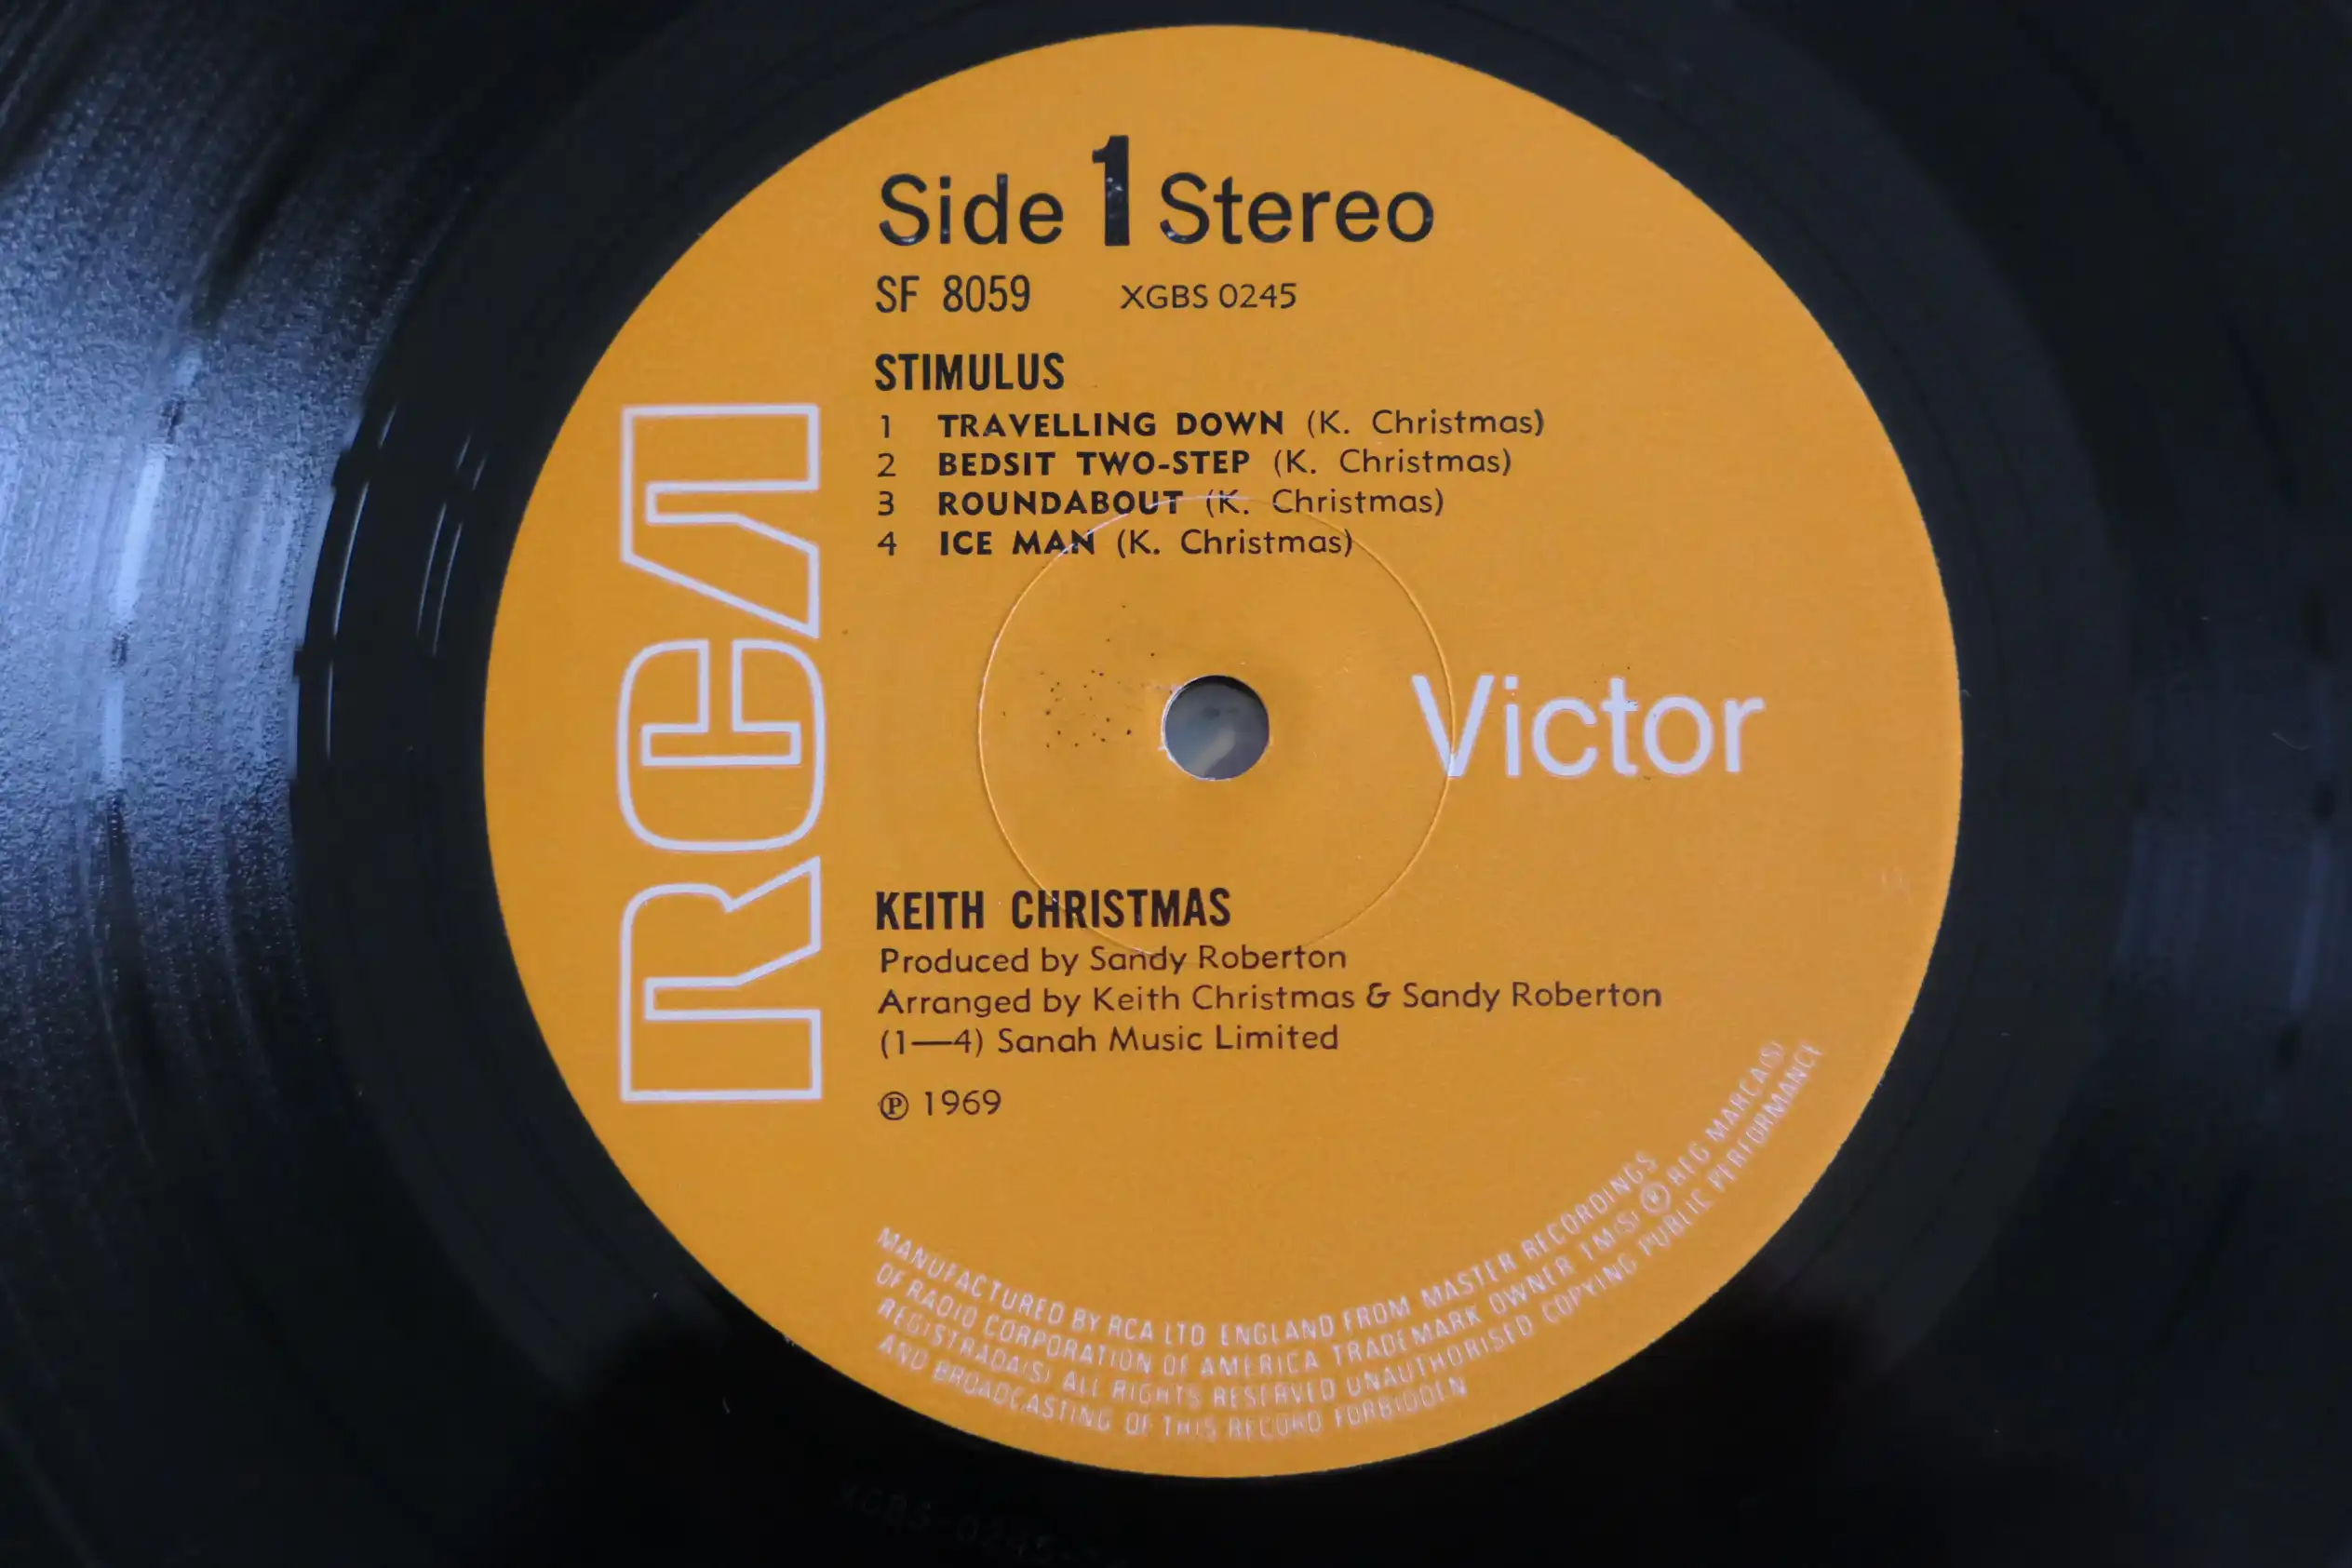 Side 1 Stereo
SF 8059 XGBS 0245
STIMULUS
1 TRAVELLING DOWN (K. Christmas)
2 BEDSIT TWO-STEP (K. Christmas)
3 ROUNDABOUT (K. Christmas)
4 ICE MAN (K. Christmas)
RCA
Victor
KEITH CHRISTMAS
Produced by Sandy Roberton
Arranged by Keith Christmas & Sandy Roberton
(1—4) Sanah Music Limited
Ⓟ 1969
MANUFACTURED BY RCA LTD ENGLAND FROM MASTER RECORDINGS
OF RADIO CORPORATION OF AMERICA TRADEMARK OWNER TM(S) ® REG MARCA(S)
REGISTRADA(S) ALL RIGHTS RESERVED UNAUTHORISED COPYING PUBLIC PERFORMANCE
AND BROADCASTING OF THIS RECORD FORBIDDEN